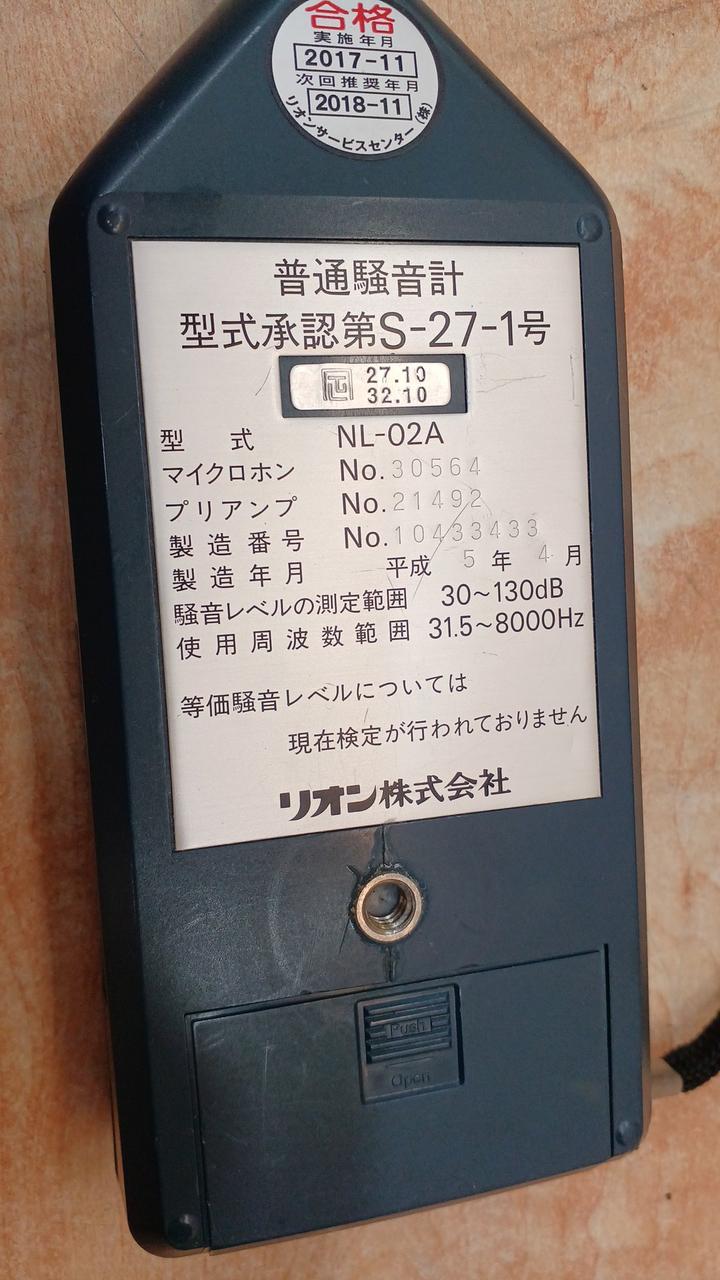 合格
実施年月
2017-11
次回推奨年月
2018-11
リオンサービスセンター(株)
普通騒音計
型式承認第S-27-1号
27.10
32.10
型式 NL-02A
マイクロホン No.30564
プリアンプ No.21492
製造番号 No.10433433
製造年月 平成 5年 4月
騒音レベルの測定範囲 30～130dB
使用周波数範囲 31.5～8000Hz
等価騒音レベルについては
現在検定が行われておりません
リオン株式会社
Push
Open